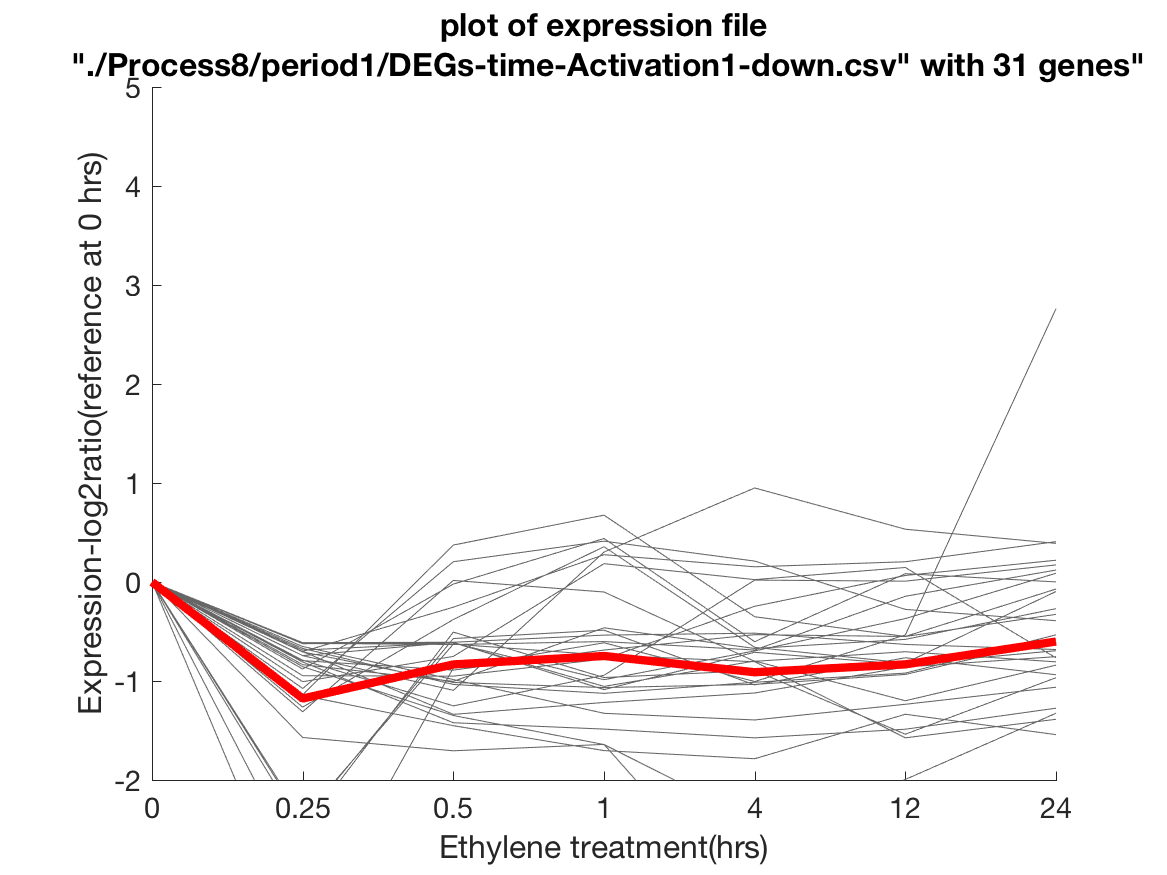 plot of expression file
"./Process8/period1/DEGs-time-Activation1-down.csv" with 31 genes"
5
4
3
2
1
0
-1
-2
Expression-log2ratio(reference at 0 hrs)
0 0.25 0.5 1 4 12 24
Ethylene treatment(hrs)